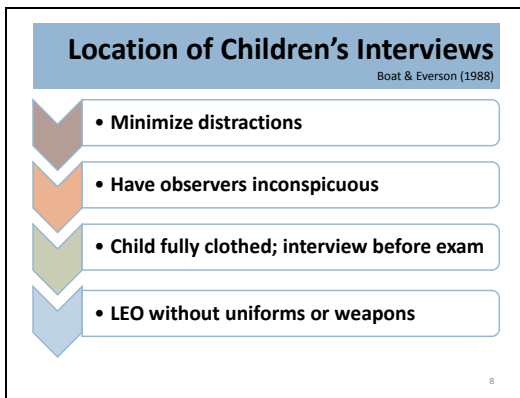 Location of Children’s Interviews
Boat & Everson (1988)
• Minimize distractions
• Have observers inconspicuous
• Child fully clothed; interview before exam
• LEO without uniforms or weapons
8